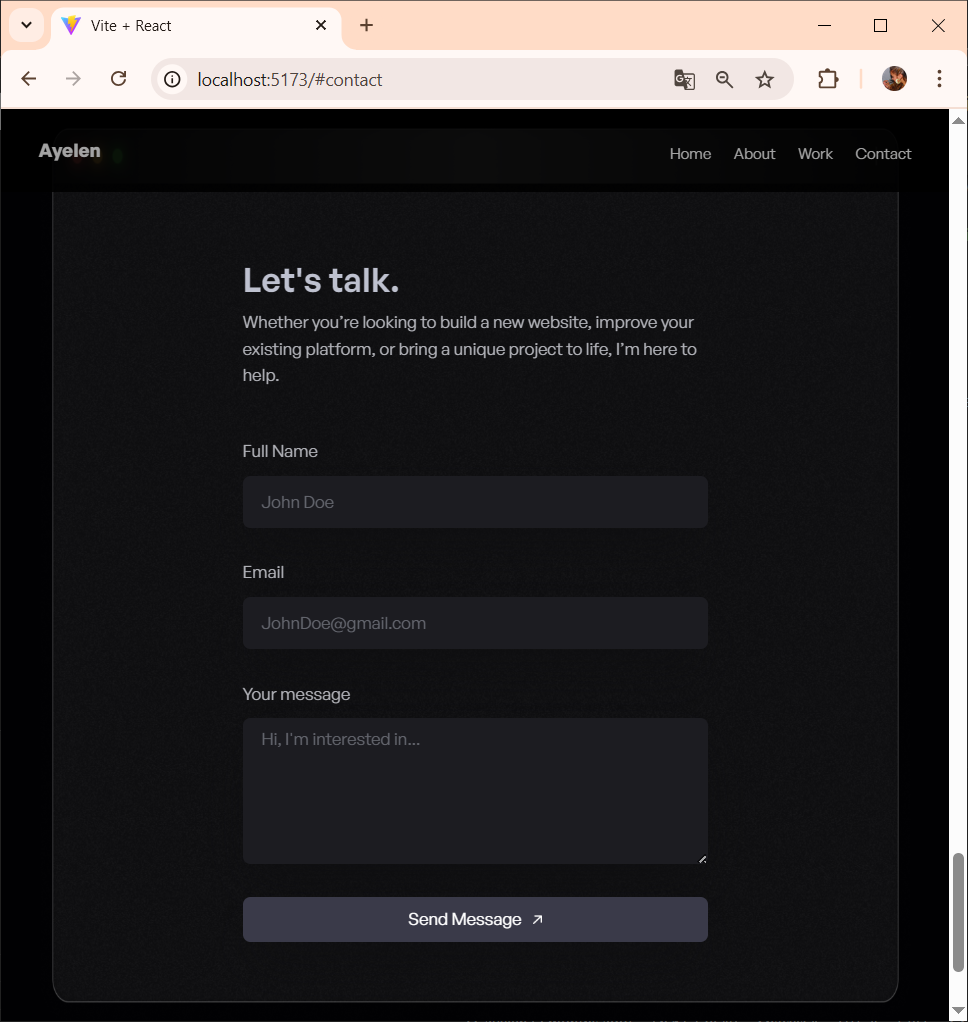 Vite + React
localhost:5173/#contact
Ayelen
Home About Work Contact
Let's talk.
Whether you’re looking to build a new website, improve your
existing platform, or bring a unique project to life, I’m here to
help.
Full Name
John Doe
Email
JohnDoe@gmail.com
Your message
Hi, I'm interested in...
Send Message